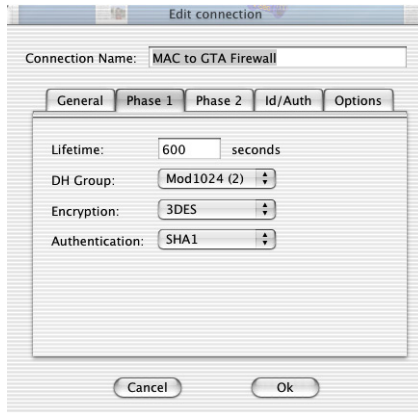 Edit connection
Connection Name: MAC to GTA Firewall
General Phase 1 Phase 2 Id/Auth Options
Lifetime: 600 seconds
DH Group: Mod1024 (2)
Encryption: 3DES
Authentication: SHA1
Cancel Ok